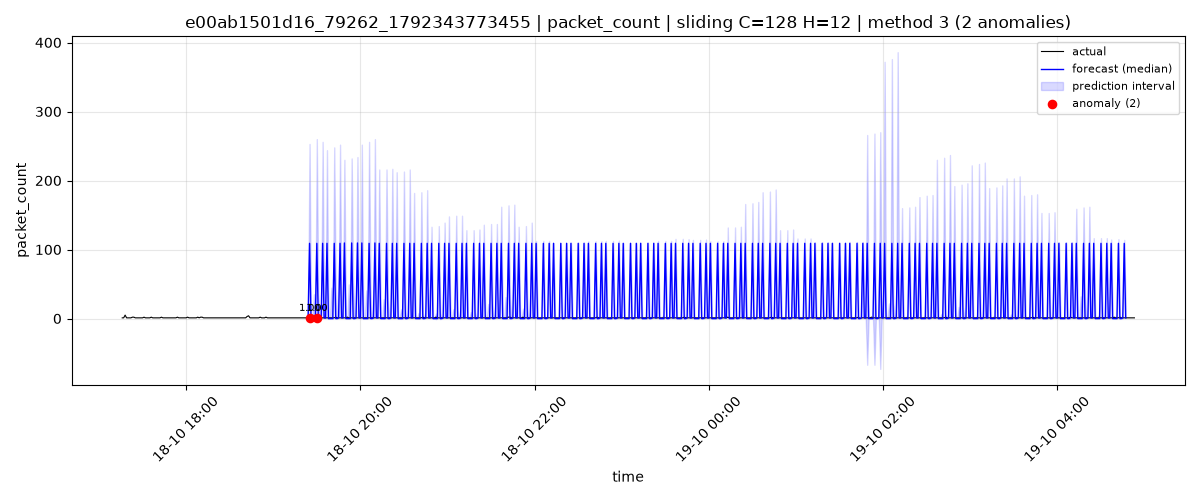 e00ab1501d16_79262_1792343773455 | packet_count | sliding C=128 H=12 | method 3 (2 anomalies)
actual
forecast (median)
prediction interval
anomaly (2)
packet_count
400
300
200
100
0
18-10 18:00
18-10 20:00
18-10 22:00
19-10 00:00
19-10 02:00
19-10 04:00
time